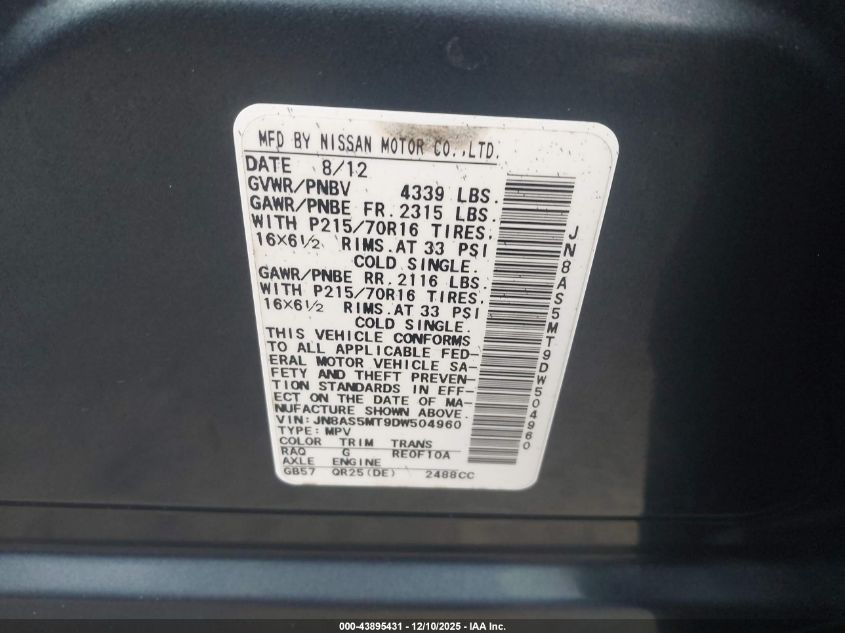 MFD BY NISSAN MOTOR CO.,LTD.
DATE 8/12
GVWR/PNBV 4339 LBS.
GAWR/PNBE FR. 2315 LBS.
WITH P215/70R16 TIRES.
16×6½ RIMS.AT 33 PSI
COLD SINGLE.
GAWR/PNBE RR. 2116 LBS.
WITH P215/70R16 TIRES.
16×6½ RIMS.AT 33 PSI
COLD SINGLE.
THIS VEHICLE CONFORMS
TO ALL APPLICABLE FED-
ERAL MOTOR VEHICLE SA-
FETY AND THEFT PREVEN-
TION STANDARDS IN EFF-
ECT ON THE DATE OF MA-
NUFACTURE SHOWN ABOVE.
VIN: JN8AS5MT9DW504960
TYPE: MPV
COLOR TRIM TRANS
RAQ G RE0F10A
AXLE ENGINE
GB57 QR25(DE) 2488CC
JN8AS5MT9DW504960
000-43895431 - 12/10/2025 - IAA Inc.